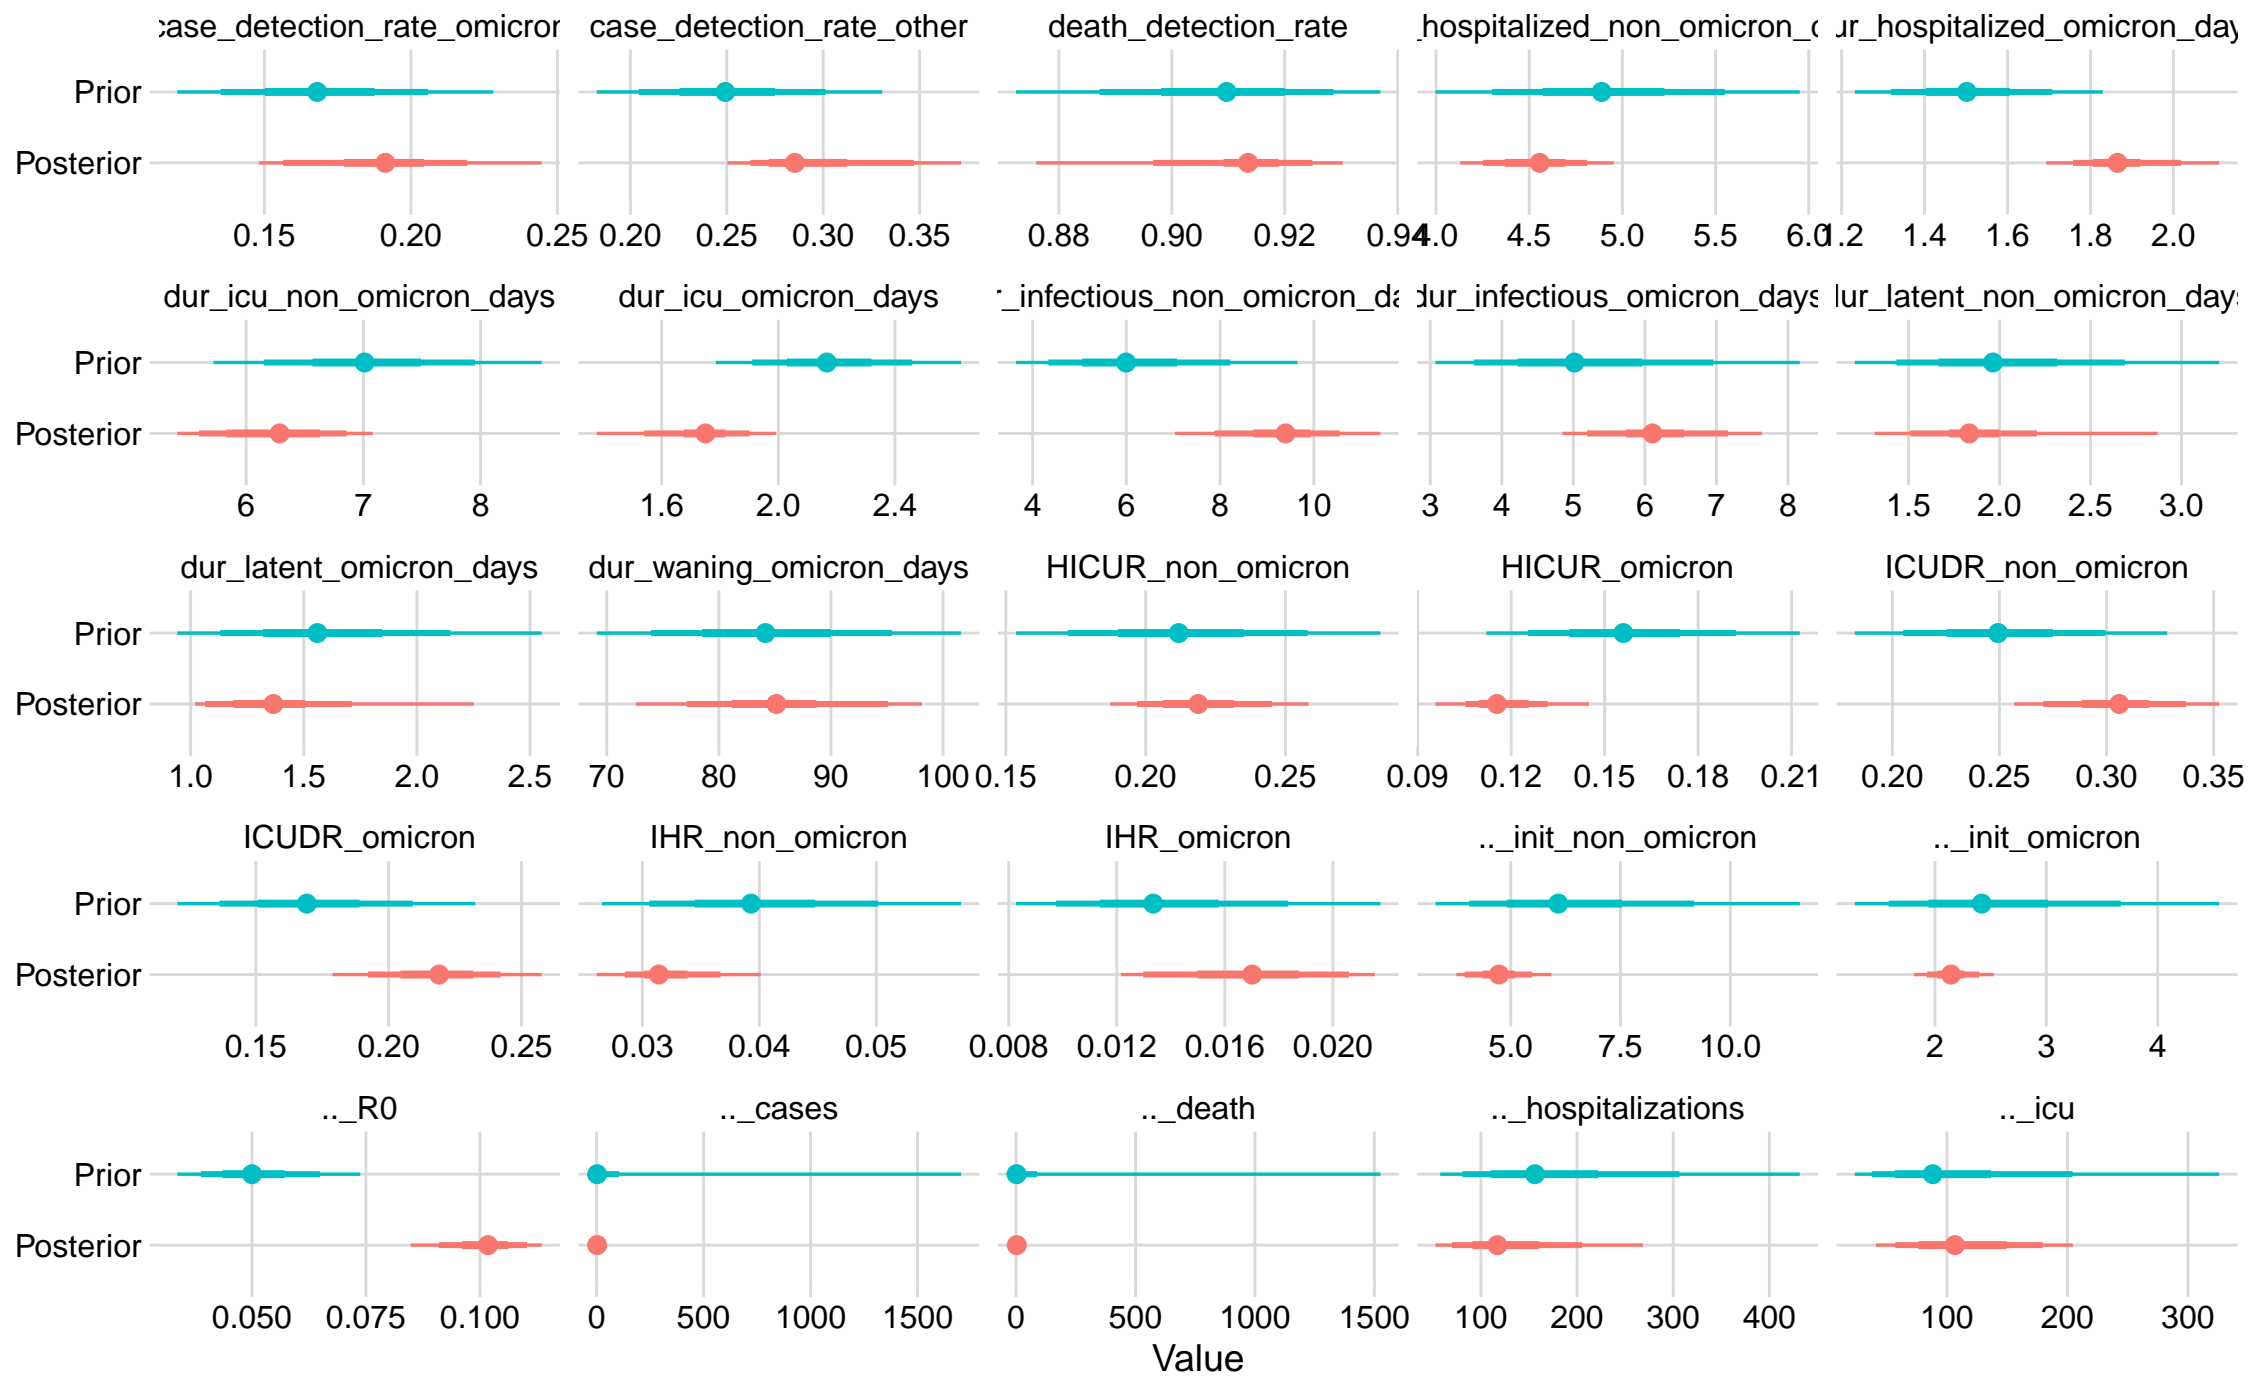 case_detection_rate_omicron case_detection_rate_other death_detection_rate _hospitalized_non_omicron_d ur_hospitalized_omicron_day
Prior
Posterior
0.15 0.20 0.25 0.20 0.25 0.30 0.35 0.88 0.90 0.92 0.94 4.0 4.5 5.0 5.5 6.0 1.2 1.4 1.6 1.8 2.0
dur_icu_non_omicron_days dur_icu_omicron_days r_infectious_non_omicron_da dur_infectious_omicron_days dur_latent_non_omicron_days
Prior
Posterior
6 7 8 1.6 2.0 2.4 4 6 8 10 3 4 5 6 7 8 1.5 2.0 2.5 3.0
dur_latent_omicron_days dur_waning_omicron_days HICUR_non_omicron HICUR_omicron ICUDR_non_omicron
Prior
Posterior
1.0 1.5 2.0 2.5 70 80 90 100 0.15 0.20 0.25 0.09 0.12 0.15 0.18 0.21 0.20 0.25 0.30 0.35
ICUDR_omicron IHR_non_omicron IHR_omicron .._init_non_omicron .._init_omicron
Prior
Posterior
0.15 0.20 0.25 0.03 0.04 0.05 0.008 0.012 0.016 0.020 5.0 7.5 10.0 2 3 4
.._R0 .._cases .._death .._hospitalizations .._icu
Prior
Posterior
0.050 0.075 0.100 0 500 1000 1500 0 500 1000 1500 100 200 300 400 100 200 300
Value